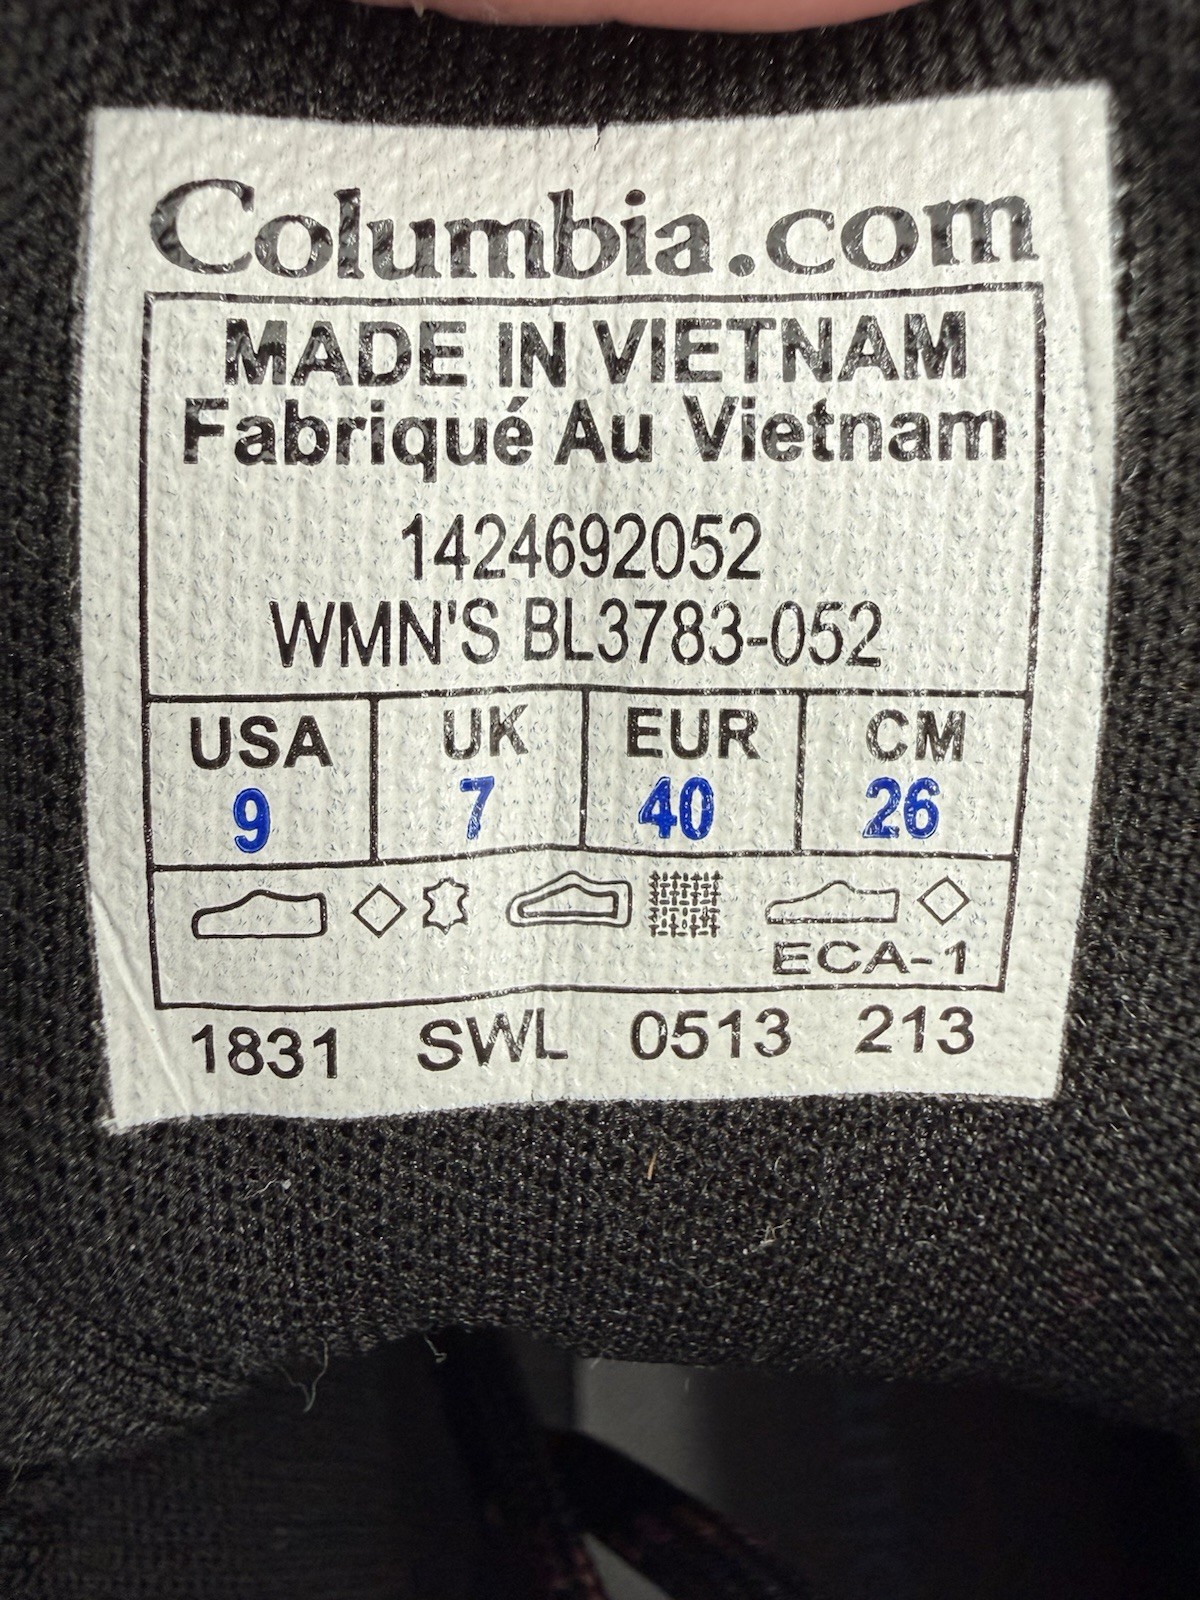 Columbia.com
MADE IN VIETNAM
Fabriqué Au Vietnam
1424692052
WMN'S BL3783-052
USA UK EUR CM
9 7 40 26
ECA-1
1831 SWL 0513 213